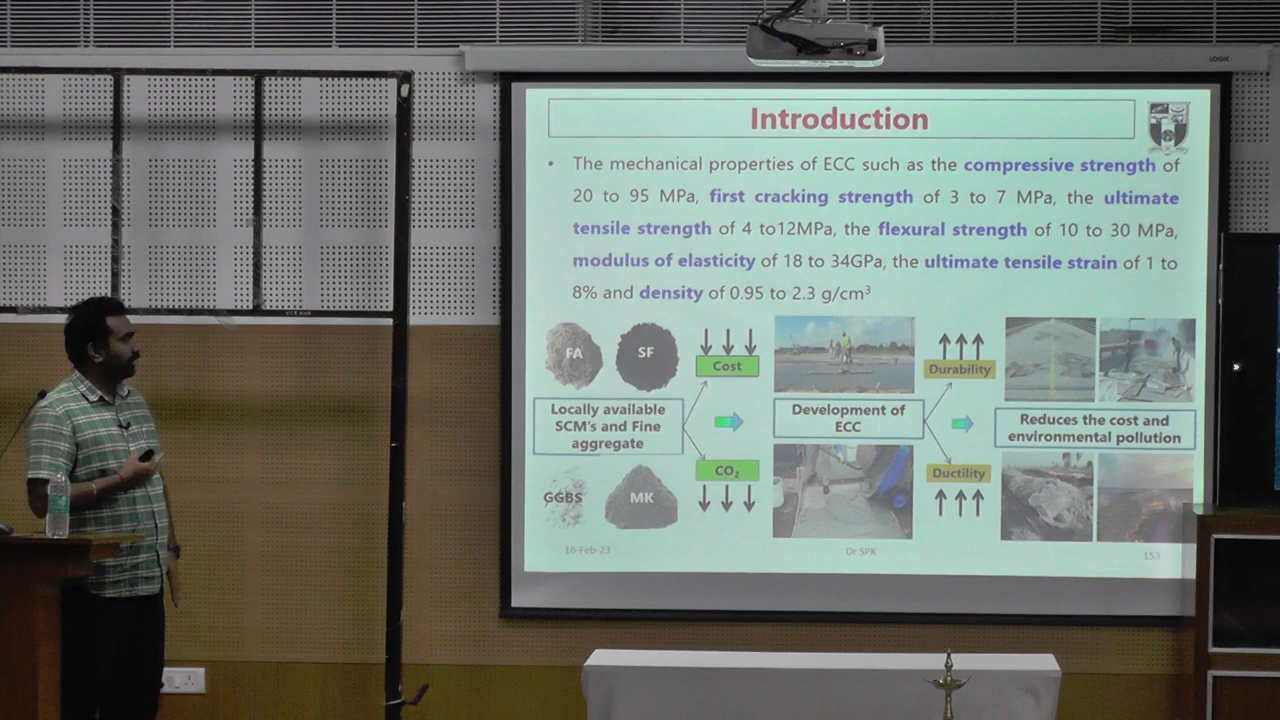 LOGIK
Introduction
• The mechanical properties of ECC such as the compressive strength of
20 to 95 MPa, first cracking strength of 3 to 7 MPa, the ultimate
tensile strength of 4 to12MPa, the flexural strength of 10 to 30 MPa,
modulus of elasticity of 18 to 34GPa, the ultimate tensile strain of 1 to
8% and density of 0.95 to 2.3 g/cm³
FA
SF
Cost
Durability
Locally available
SCM's and Fine
aggregate
Development of
ECC
Reduces the cost and
environmental pollution
CO₂
Ductility
GGBS
MK
16-Feb-23
Dr SPK
153